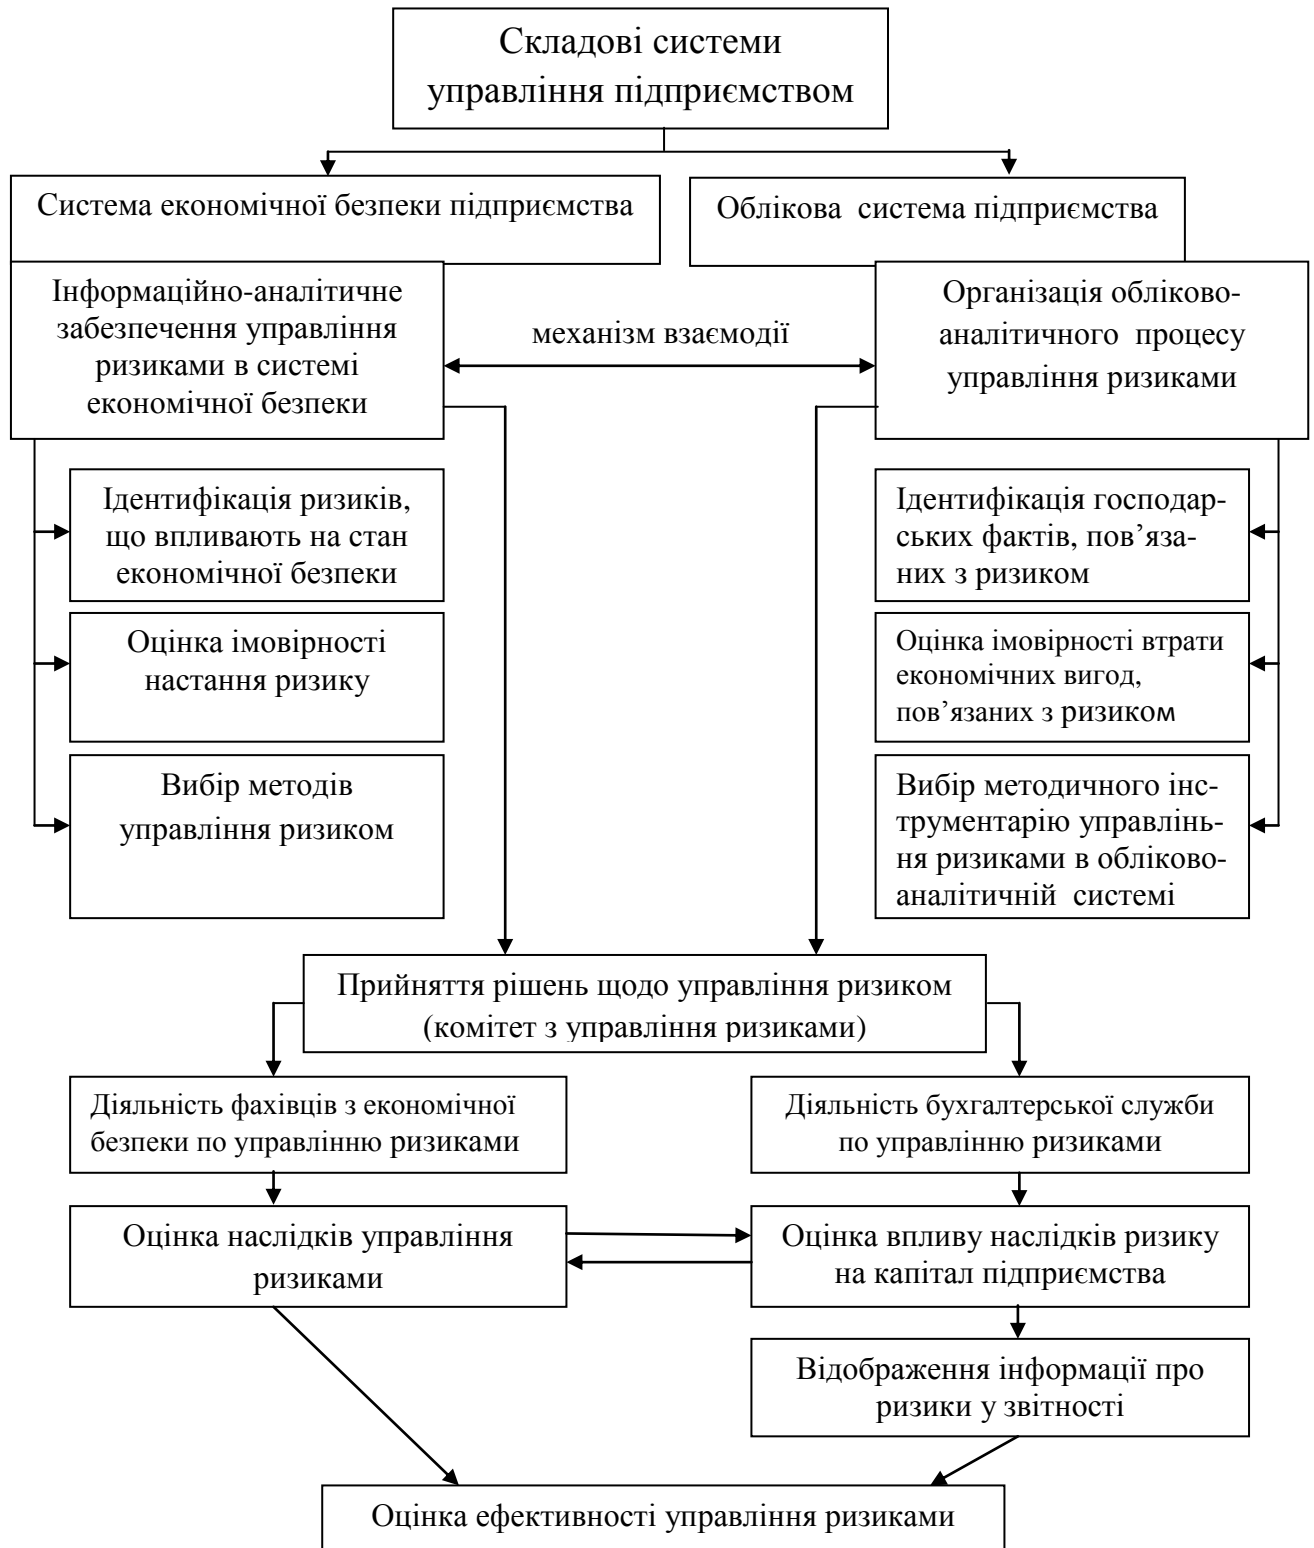 Складові системи
управління підприємством
Система економічної безпеки підприємства
Облікова система підприємства
Інформаційно-аналітичне
забезпечення управління
ризиками в системі
економічної безпеки
механізм взаємодії
Організація обліково-
аналітичного процесу
управління ризиками
Ідентифікація ризиків,
що впливають на стан
економічної безпеки
Ідентифікація господар-
ських фактів, пов’яза-
них з ризиком
Оцінка імовірності
настання ризику
Оцінка імовірності втрати
економічних вигод,
пов’язаних з ризиком
Вибір методів
управління ризиком
Вибір методичного інс-
трументарію управлінь-
ня ризиками в обліково-
аналітичній системі
Прийняття рішень щодо управління ризиком
(комітет з управління ризиками)
Діяльність фахівців з економічної
безпеки по управлінню ризиками
Діяльність бухгалтерської служби
по управлінню ризиками
Оцінка наслідків управління
ризиками
Оцінка впливу наслідків ризику
на капітал підприємства
Відображення інформації про
ризики у звітності
Оцінка ефективності управління ризиками